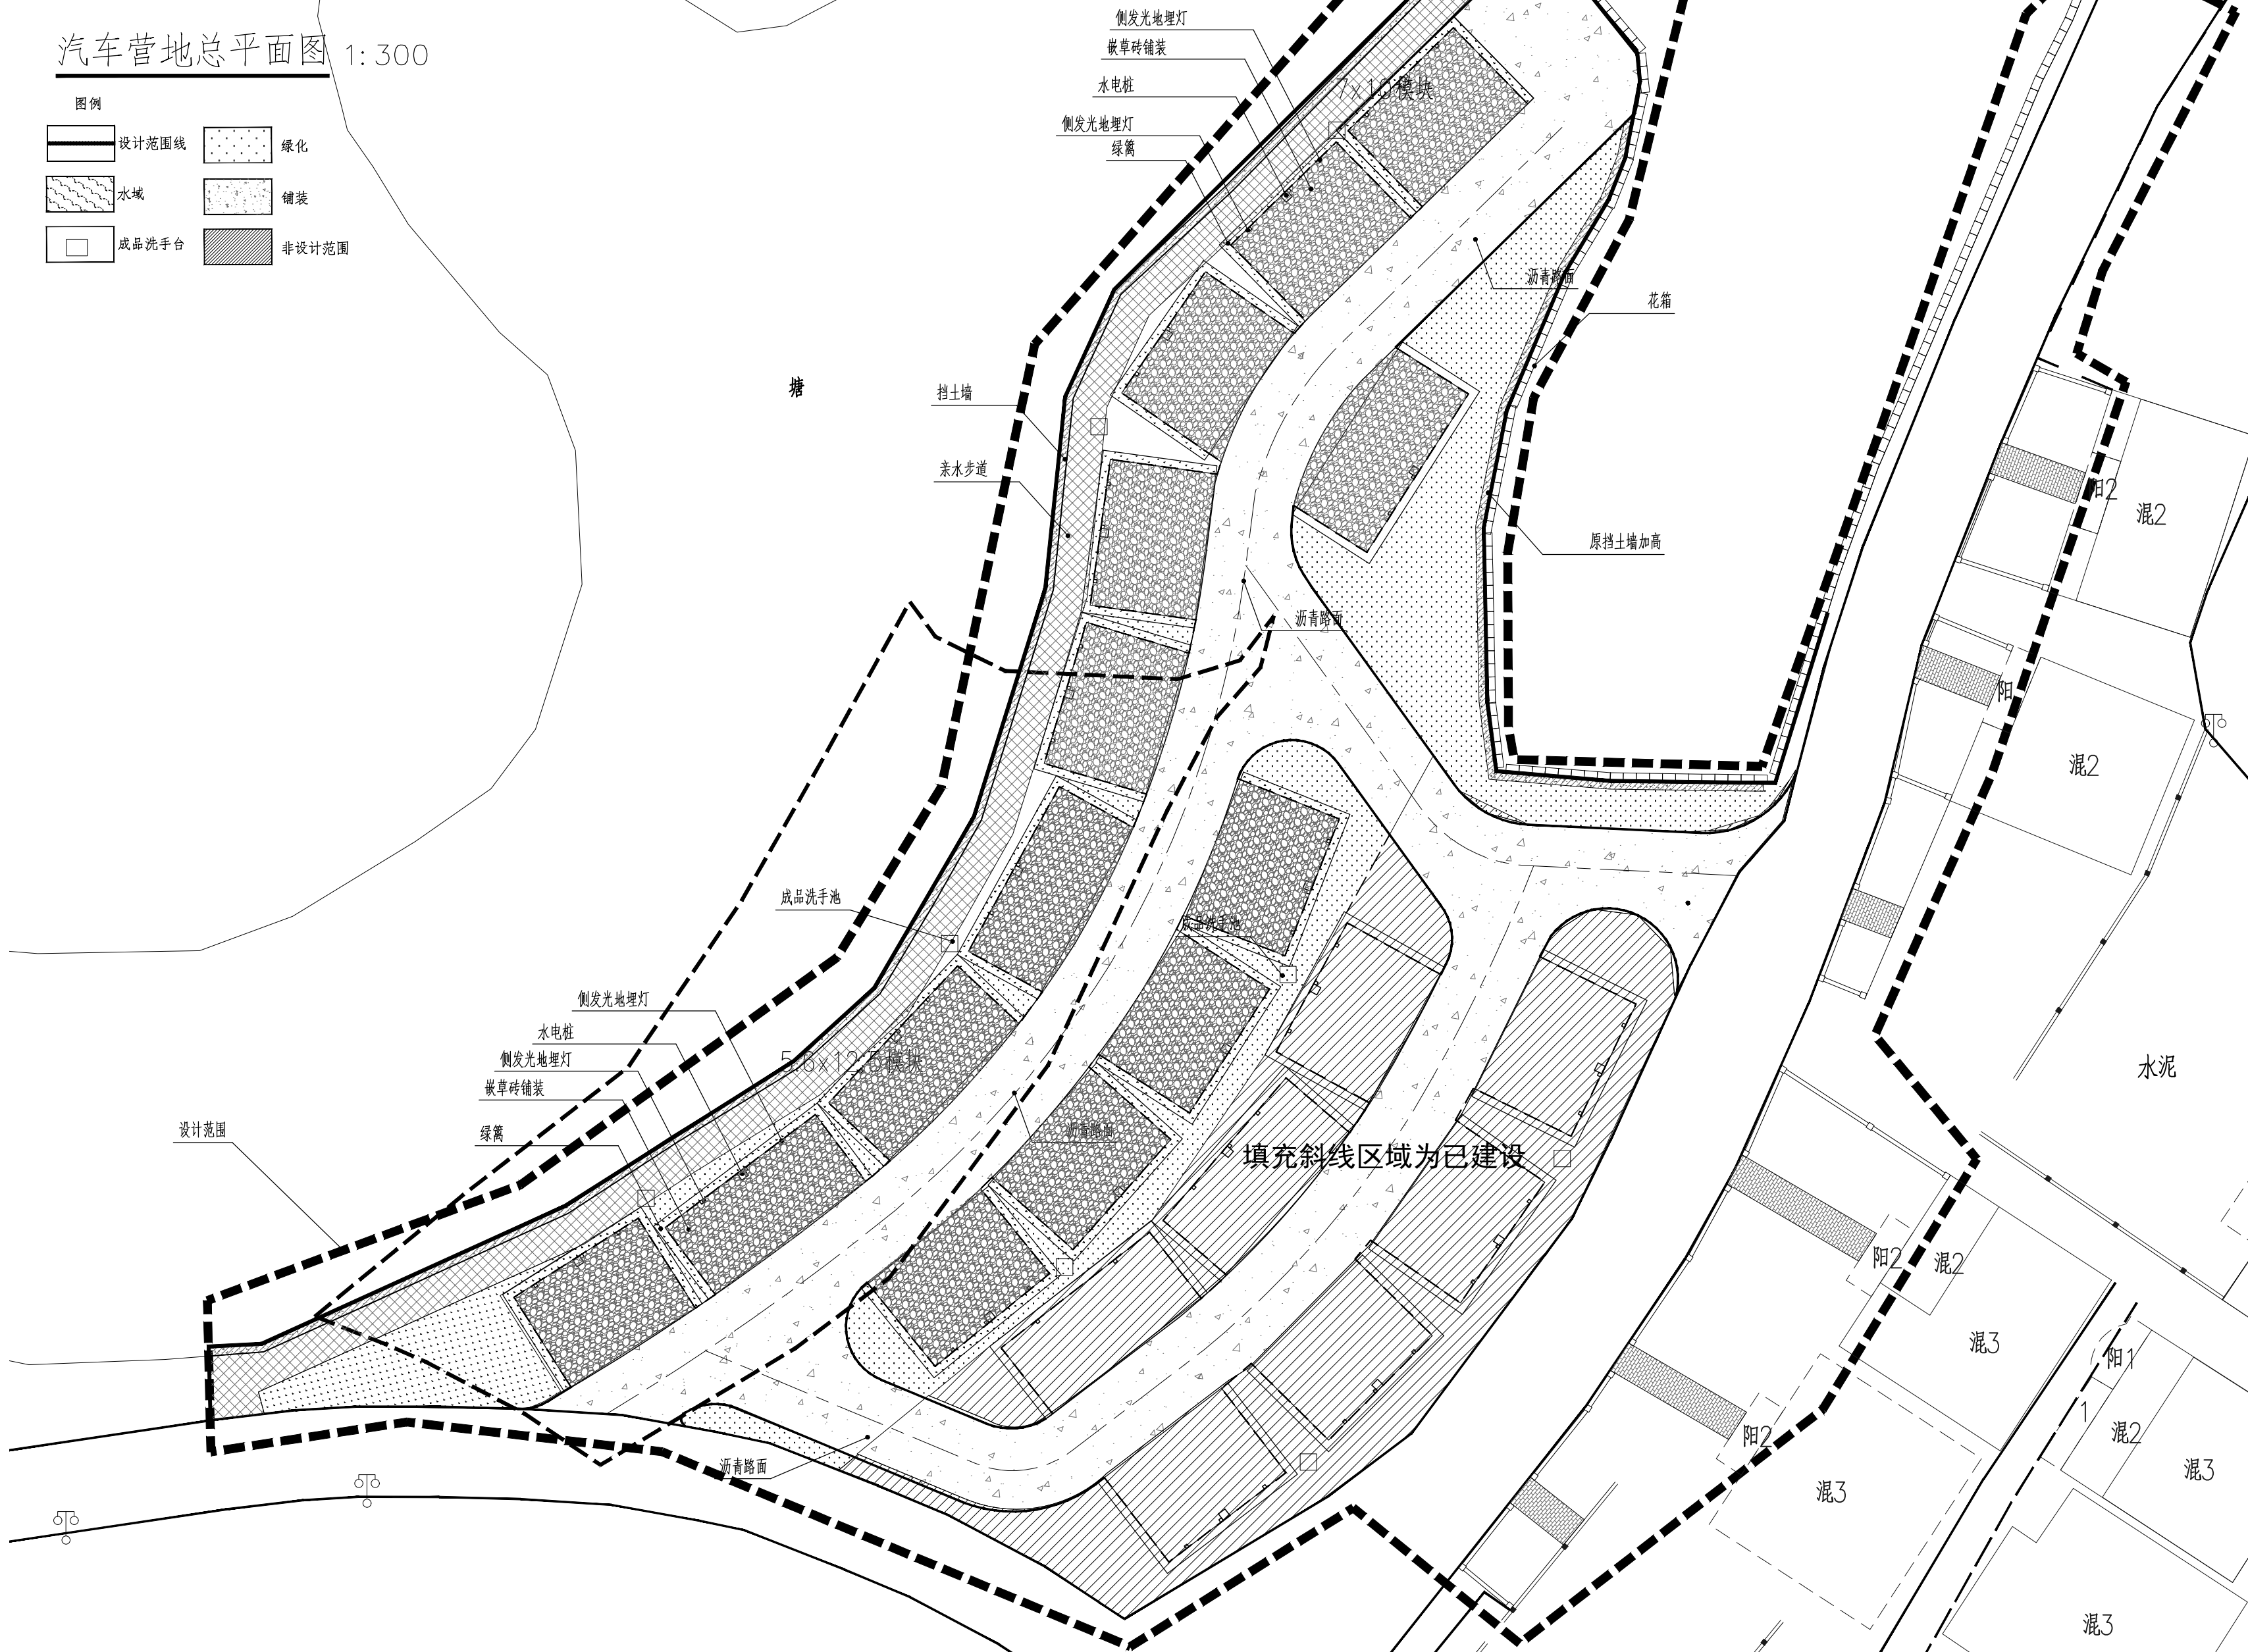 汽车营地总平面图 1:300
图例
设计范围线
绿化
水域
铺装
成品洗手台
非设计范围
侧发光地埋灯
嵌草砖铺装
水电桩
侧发光地埋灯
绿篱
7x10模块
沥青路面
花箱
塘
挡土墙
亲水步道
原挡土墙加高
阳2
混2
沥青路面
阳
混2
成品洗手池
成品洗手池
侧发光地埋灯
水电桩
侧发光地埋灯
嵌草砖铺装
绿篱
5.6x12.5模块
设计范围
沥青路面
填充斜线区域为已建设
水泥
阳2
混2
混3
阳1
1
混2
阳2
混3
混3
沥青路面
混3